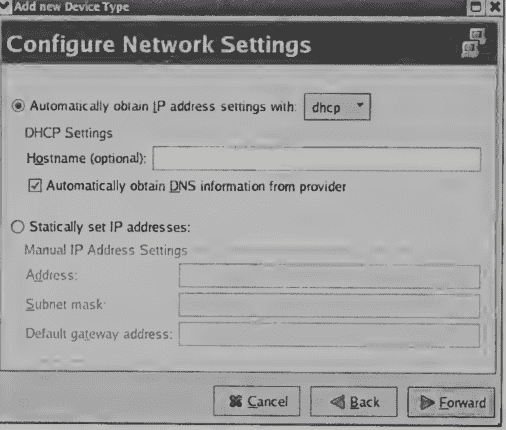 Add new Device Type
Configure Network Settings
Automatically obtain IP address settings with: dhcp
DHCP Settings
Hostname (optional):
Automatically obtain DNS information from provider
Statically set IP addresses:
Manual IP Address Settings
Address:
Subnet mask:
Default gateway address:
Cancel Back Forward